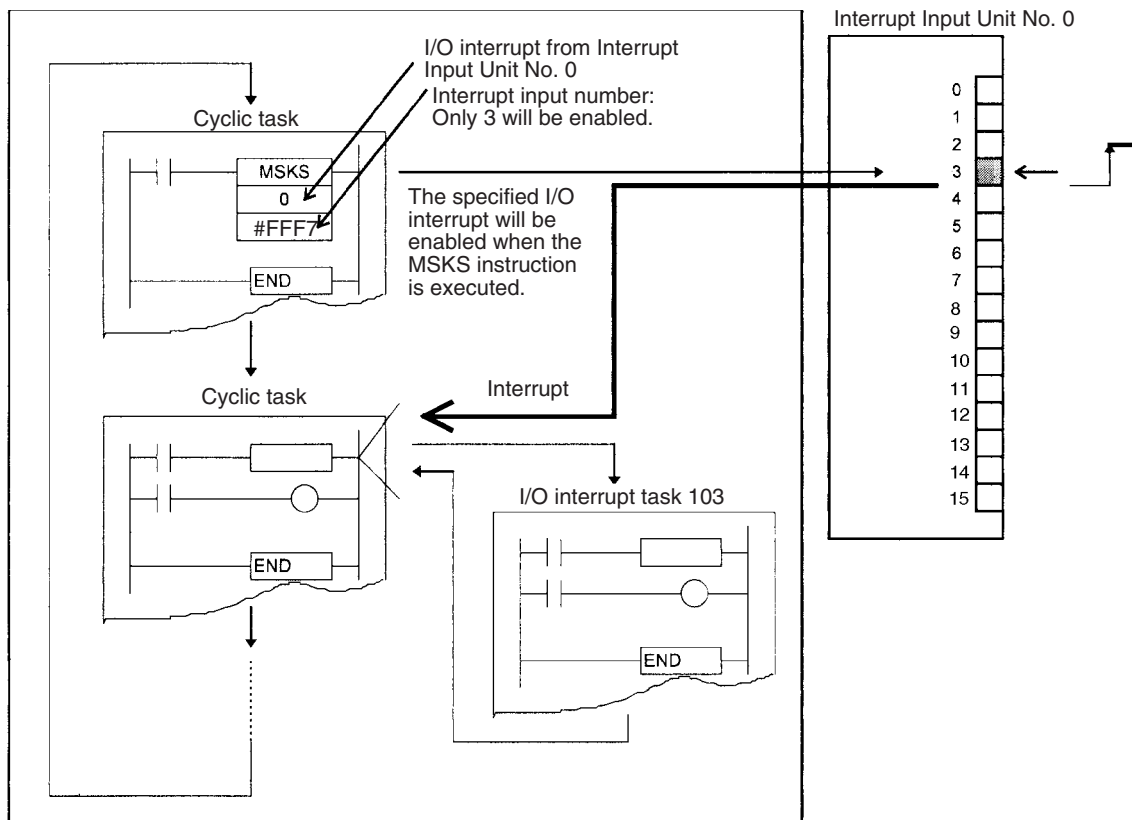 Interrupt Input Unit No. 0
I/O interrupt from Interrupt
Input Unit No. 0
Interrupt input number:
Only 3 will be enabled.
Cyclic task
MSKS
0
#FFF7
END
The specified I/O
interrupt will be
enabled when the
MSKS instruction
is executed.
0
1
2
3
4
5
6
7
8
9
10
11
12
13
14
15
Interrupt
Cyclic task
END
I/O interrupt task 103
END